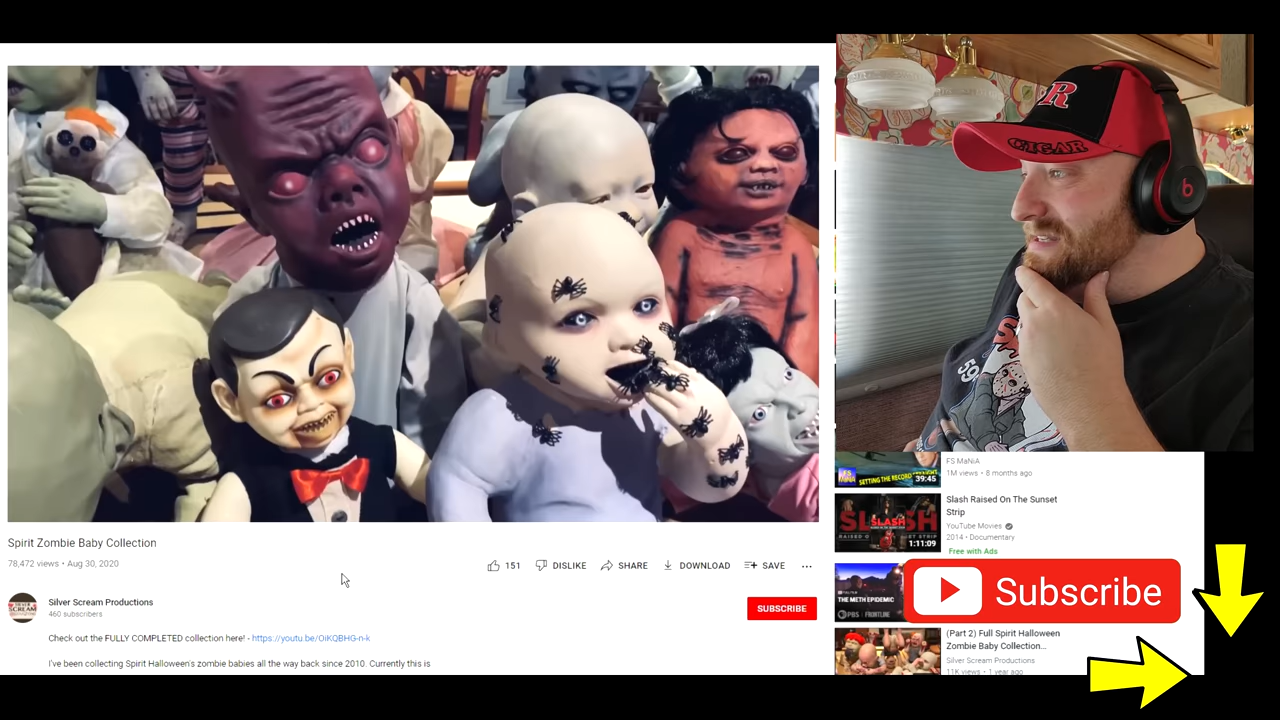 R
CIGAR
59
b
Spirit Zombie Baby Collection
78,472 views • Aug 30, 2020
151
DISLIKE
SHARE
DOWNLOAD
SAVE
Silver Scream Productions
460 subscribers
SUBSCRIBE
Check out the FULLY COMPLETED collection here! - https://youtu.be/OiKQBHG-n-k
I've been collecting Spirit Halloween's zombie babies all the way back since 2010. Currently this is
FS MaNiA
1M views • 8 months ago
39:45
Slash Raised On The Sunset
Strip
YouTube Movies
2014 • Documentary
Free with Ads
SLASH
1:11:09
THE METH EPIDEMIC
PBS FRONTLINE
Subscribe
(Part 2) Full Spirit Halloween
Zombie Baby Collection...
Silver Scream Productions
11K views • 1 year ago